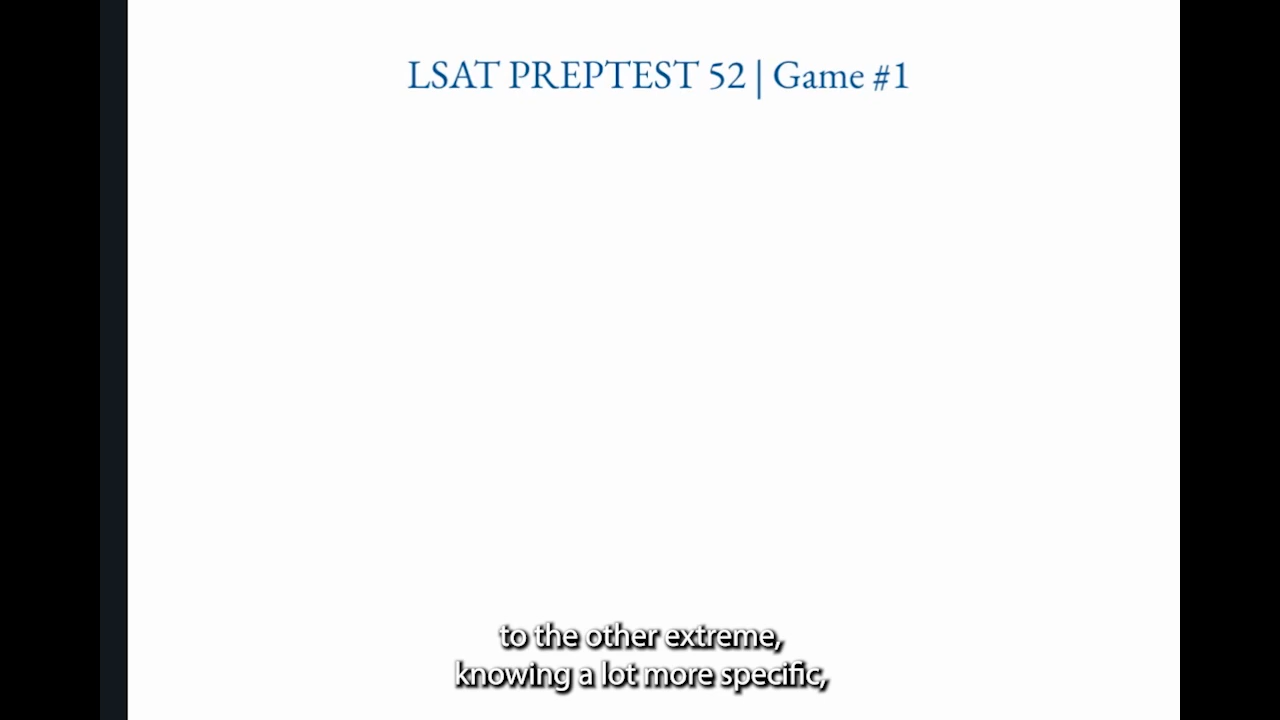 LSAT PREPTEST 52 | Game #1
to the other extreme,
knowing a lot more specific,